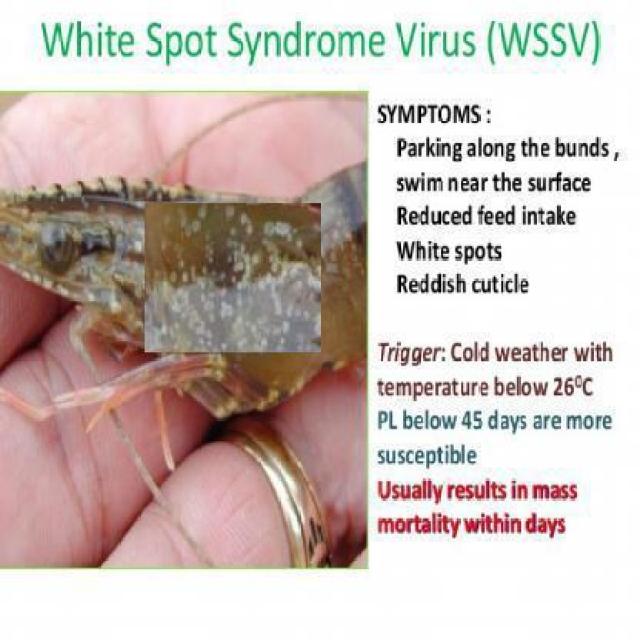 White Spot Syndrome Virus (WSSV)
SYMPTOMS :
Parking along the bunds ,
swim near the surface
Reduced feed intake
White spots
Reddish cuticle
Trigger: Cold weather with
temperature below 26⁰C
PL below 45 days are more
susceptible
Usually results in mass
mortality within days